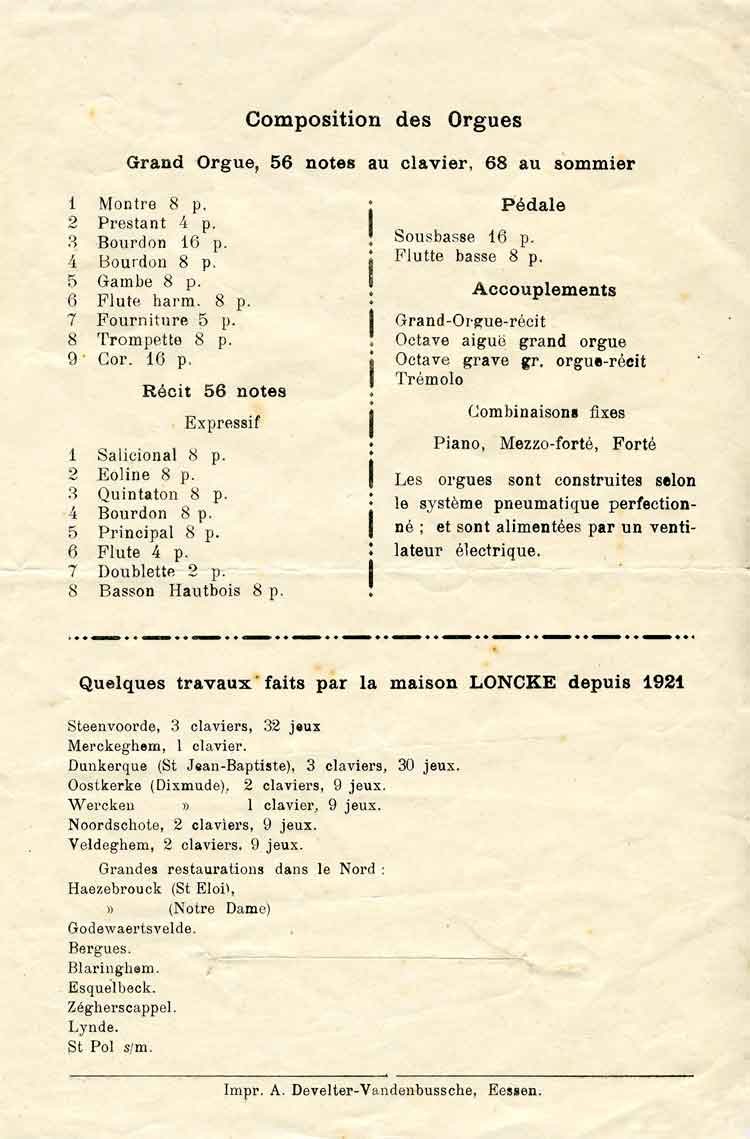 Composition des Orgues
Grand Orgue, 56 notes au clavier, 68 au sommier
1 Montre 8 p.
2 Prestant 4 p.
3 Bourdon 16 p.
4 Bourdon 8 p.
5 Gambe 8 p.
6 Flute harm. 8 p.
7 Fourniture 5 p.
8 Trompette 8 p.
9 Cor. 16 p.
Récit 56 notes
Expressif
1 Salicional 8 p.
2 Eoline 8 p.
3 Quintaton 8 p.
4 Bourdon 8 p.
5 Principal 8 p.
6 Flute 4 p.
7 Doublette 2 p.
8 Basson Hautbois 8 p.
Pédale
Sousbasse 16 p.
Flutte basse 8 p.
Accouplements
Grand-Orgue-récit
Octave aiguë grand orgue
Octave grave gr. orgue-récit
Trémolo
Combinaisons fixes
Piano, Mezzo-forté, Forté
Les orgues sont construites selon
le système pneumatique perfection-
né ; et sont alimentées par un venti-
lateur électrique.
Quelques travaux faits par la maison LONCKE depuis 1921
Steenvoorde, 3 claviers, 32 jeux
Merckeghem, 1 clavier.
Dunkerque (St Jean-Baptiste), 3 claviers, 30 jeux.
Oostkerke (Dixmude), 2 claviers, 9 jeux.
Wercken » 1 clavier, 9 jeux.
Noordschote, 2 claviers, 9 jeux.
Veldeghem, 2 claviers, 9 jeux.
Grandes restaurations dans le Nord :
Haezebrouck (St Eloi),
» (Notre Dame)
Godewaertsvelde.
Bergues.
Blaringhem.
Esquelbeck.
Zégherscappel.
Lynde.
St Pol s/m.
Impr. A. Develter-Vandenbussche, Eessen.